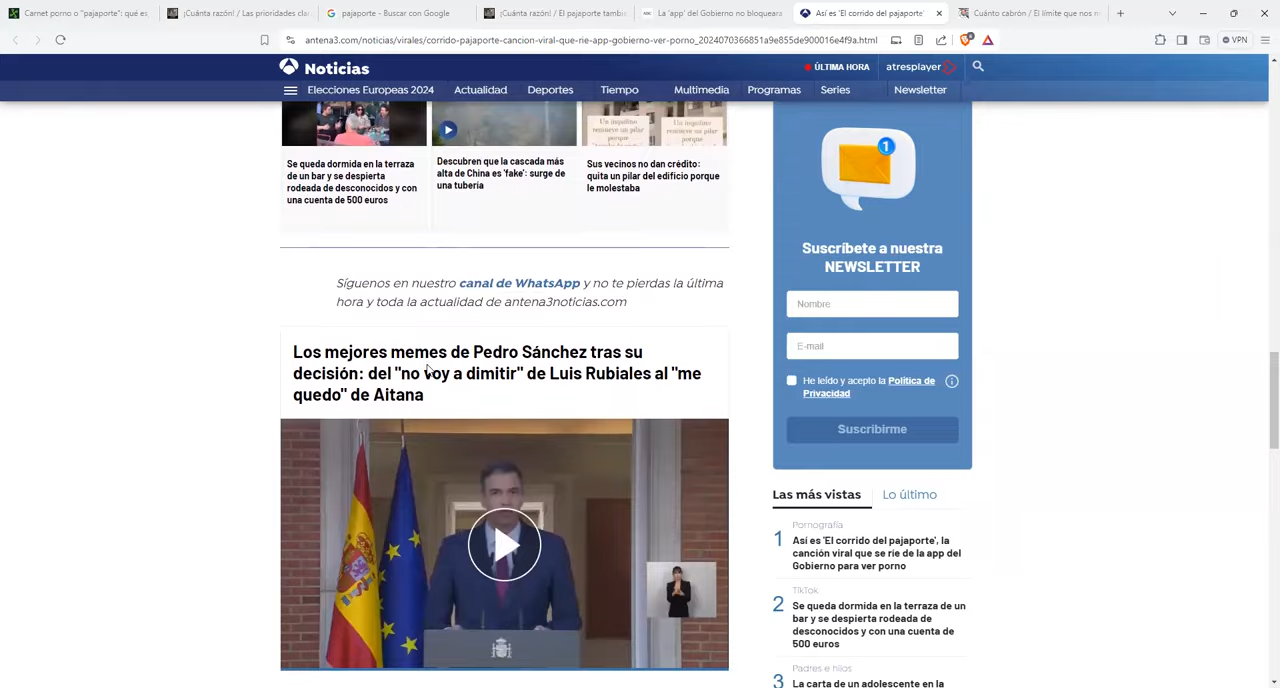 Carnet porno o "pajaporte": qué es
¡Cuánta razón! / Las prioridades cla
pajaporte - Buscar con Google
¡Cuánta razón! / El pajaporte tambié
La 'app' del Gobierno no bloqueará
Así es 'El corrido del pajaporte'
Cuánto cabrón / El límite que nos m
antena3.com/noticias/virales/corrido-pajaporte-cancion-viral-que-rie-app-gobierno-ver-porno_2024070366851a9e855de900016e4f9a.html
VPN
Noticias
ÚLTIMA HORA
atresplayer
Elecciones Europeas 2024
Actualidad
Deportes
Tiempo
Multimedia
Programas
Series
Newsletter
Se queda dormida en la terraza
de un bar y se despierta
rodeada de desconocidos y con
una cuenta de 500 euros
Descubren que la cascada más
alta de China es 'fake': surge de
una tubería
Un inquilino
remueve un pilar
porque
Sus vecinos no dan crédito:
quita un pilar del edificio porque
le molestaba
Síguenos en nuestro canal de WhatsApp y no te pierdas la última
hora y toda la actualidad de antena3noticias.com
Los mejores memes de Pedro Sánchez tras su
decisión: del "no voy a dimitir" de Luis Rubiales al "me
quedo" de Aitana
1
Suscríbete a nuestra
NEWSLETTER
Nombre
E-mail
He leído y acepto la Política de
Privacidad
Suscribirme
Las más vistas
Lo último
Pornografía
1
Así es 'El corrido del pajaporte', la
canción viral que se ríe de la app del
Gobierno para ver porno
TikTok
2
Se queda dormida en la terraza de un
bar y se despierta rodeada de
desconocidos y con una cuenta de
500 euros
Padres e hijos
3
La carta de un adolescente en la